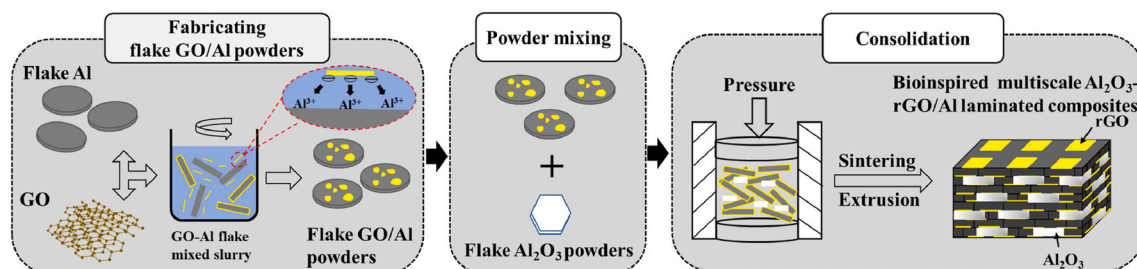 Fabricating
flake GO/Al powders
Flake Al
GO
Al³⁺ Al³⁺ Al³⁺
GO-Al flake
mixed slurry
Flake GO/Al
powders
Powder mixing
+
Flake Al₂O₃ powders
Consolidation
Pressure
Sintering
Extrusion
Bioinspired multiscale Al₂O₃-
rGO/Al laminated composites
rGO
Al₂O₃